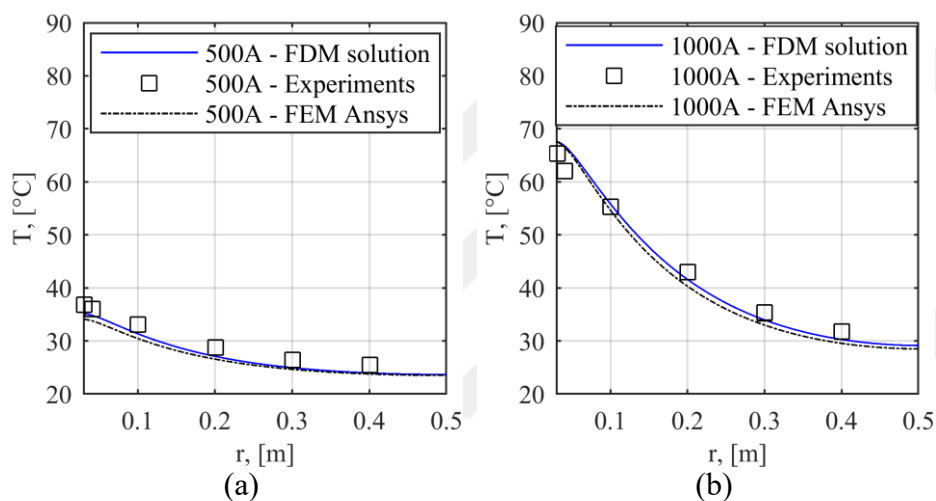 90
80
70
60
50
40
30
20
T, [°C]
500A - FDM solution
500A - Experiments
500A - FEM Ansys
0.1 0.2 0.3 0.4 0.5
r, [m]
(a)
90
80
70
60
50
40
30
20
T, [°C]
1000A - FDM solution
1000A - Experiments
1000A - FEM Ansys
0.1 0.2 0.3 0.4 0.5
r, [m]
(b)